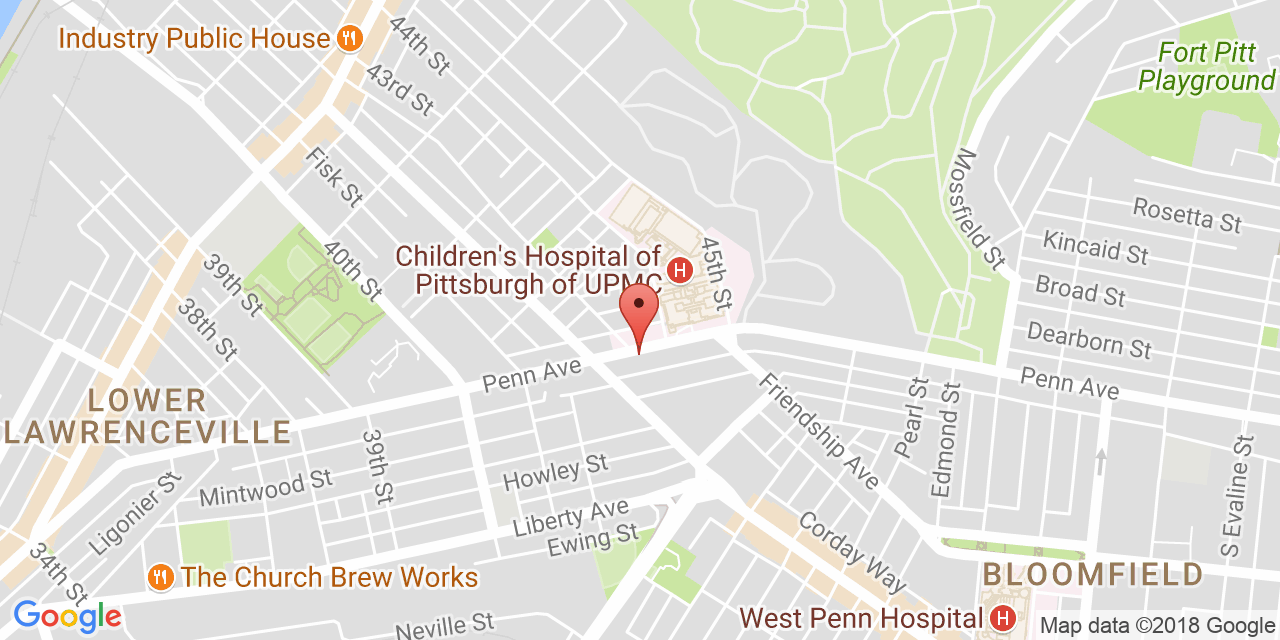 Industry Public House
44th St
43rd St
Fort Pitt
Playground
Fisk St
Mossfield St
Rosetta St
Kincaid St
40th St
39th St
Children's Hospital of
Pittsburgh of UPMC
H
45th St
Broad St
38th St
Dearborn St
Penn Ave
Penn Ave
LOWER
LAWRENCEVILLE
Friendship Ave
Pearl St
Edmond St
39th St
Howley St
Mintwood St
Ligonier St
Liberty Ave
Ewing St
Corday Way
S Evaline St
34th St
The Church Brew Works
BLOOMFIELD
Google
Neville St
West Penn Hospital
H
Map data ©2018 Google